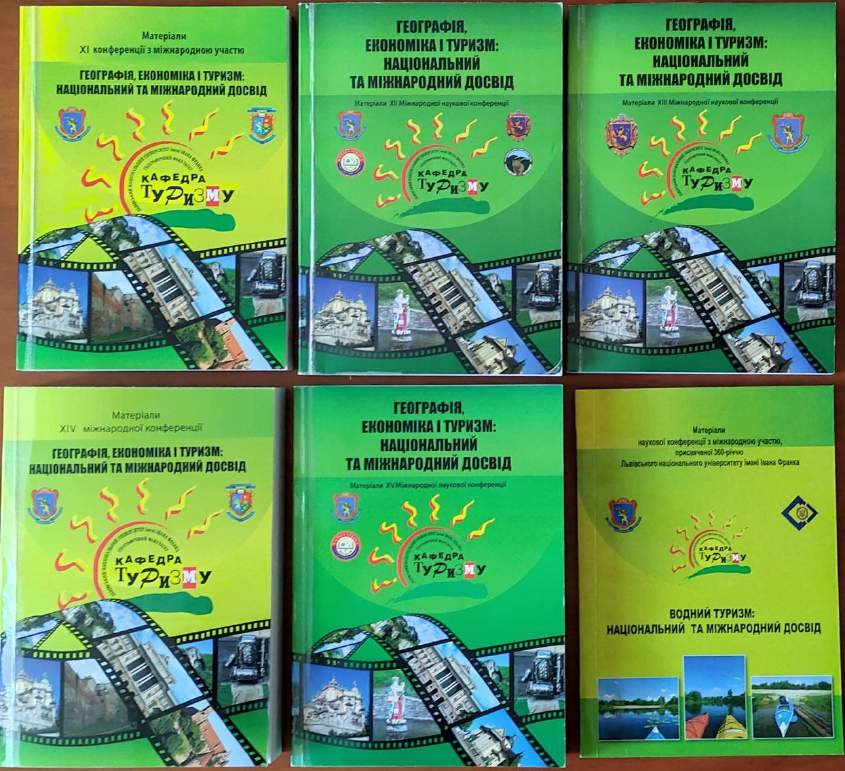 Матеріали
XI конференції з міжнародною участю
ГЕОГРАФІЯ, ЕКОНОМІКА І ТУРИЗМ:
НАЦІОНАЛЬНИЙ ТА МІЖНАРОДНИЙ ДОСВІД
КАФЕДРА
ТУРИЗМУ
ГЕОГРАФІЯ,
ЕКОНОМІКА І ТУРИЗМ:
НАЦІОНАЛЬНИЙ
ТА МІЖНАРОДНИЙ ДОСВІД
Матеріали XII Міжнародної наукової конференції
КАФЕДРА
ТУРИЗМУ
ГЕОГРАФІЯ,
ЕКОНОМІКА І ТУРИЗМ:
НАЦІОНАЛЬНИЙ
ТА МІЖНАРОДНИЙ ДОСВІД
Матеріали XIII Міжнародної наукової конференції
КАФЕДРА
ТУРИЗМУ
Матеріали
XIV міжнародної конференції
ГЕОГРАФІЯ, ЕКОНОМІКА І ТУРИЗМ:
НАЦІОНАЛЬНИЙ ТА МІЖНАРОДНИЙ ДОСВІД
КАФЕДРА
ТУРИЗМУ
ГЕОГРАФІЯ,
ЕКОНОМІКА І ТУРИЗМ:
НАЦІОНАЛЬНИЙ
ТА МІЖНАРОДНИЙ ДОСВІД
Матеріали XV Міжнародної наукової конференції
КАФЕДРА
ТУРИЗМУ
Матеріали
наукової конференції з міжнародною участю,
присвяченої 360-річчю
Львівського національного університету імені Івана Франка
КАФЕДРА
ТУРИЗМУ
ВОДНИЙ ТУРИЗМ:
НАЦІОНАЛЬНИЙ ТА МІЖНАРОДНИЙ ДОСВІД